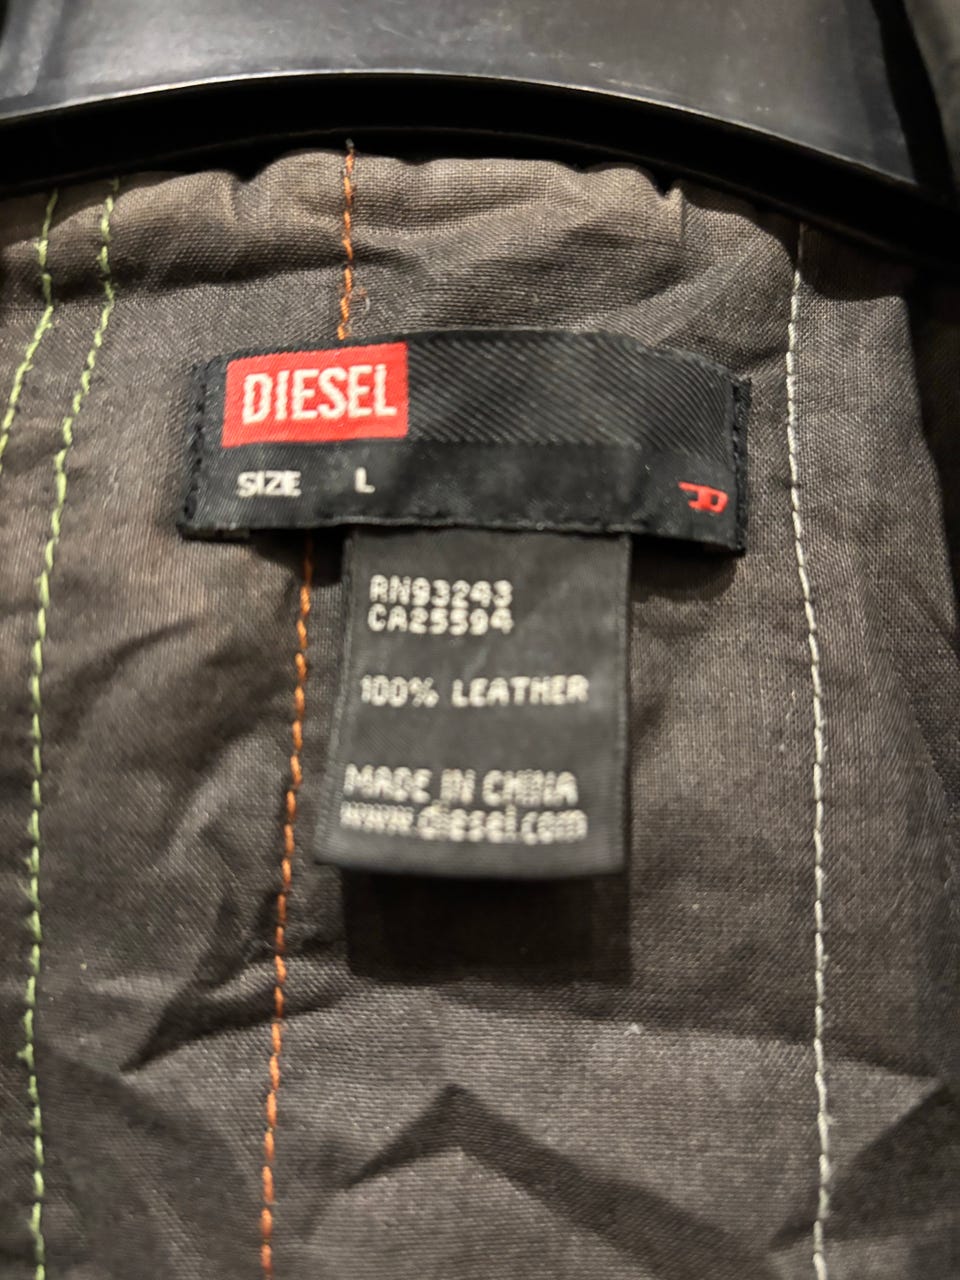 DIESEL
SIZE L
RN93243
CA25594
100% LEATHER
MADE IN CHINA
www.diesel.com